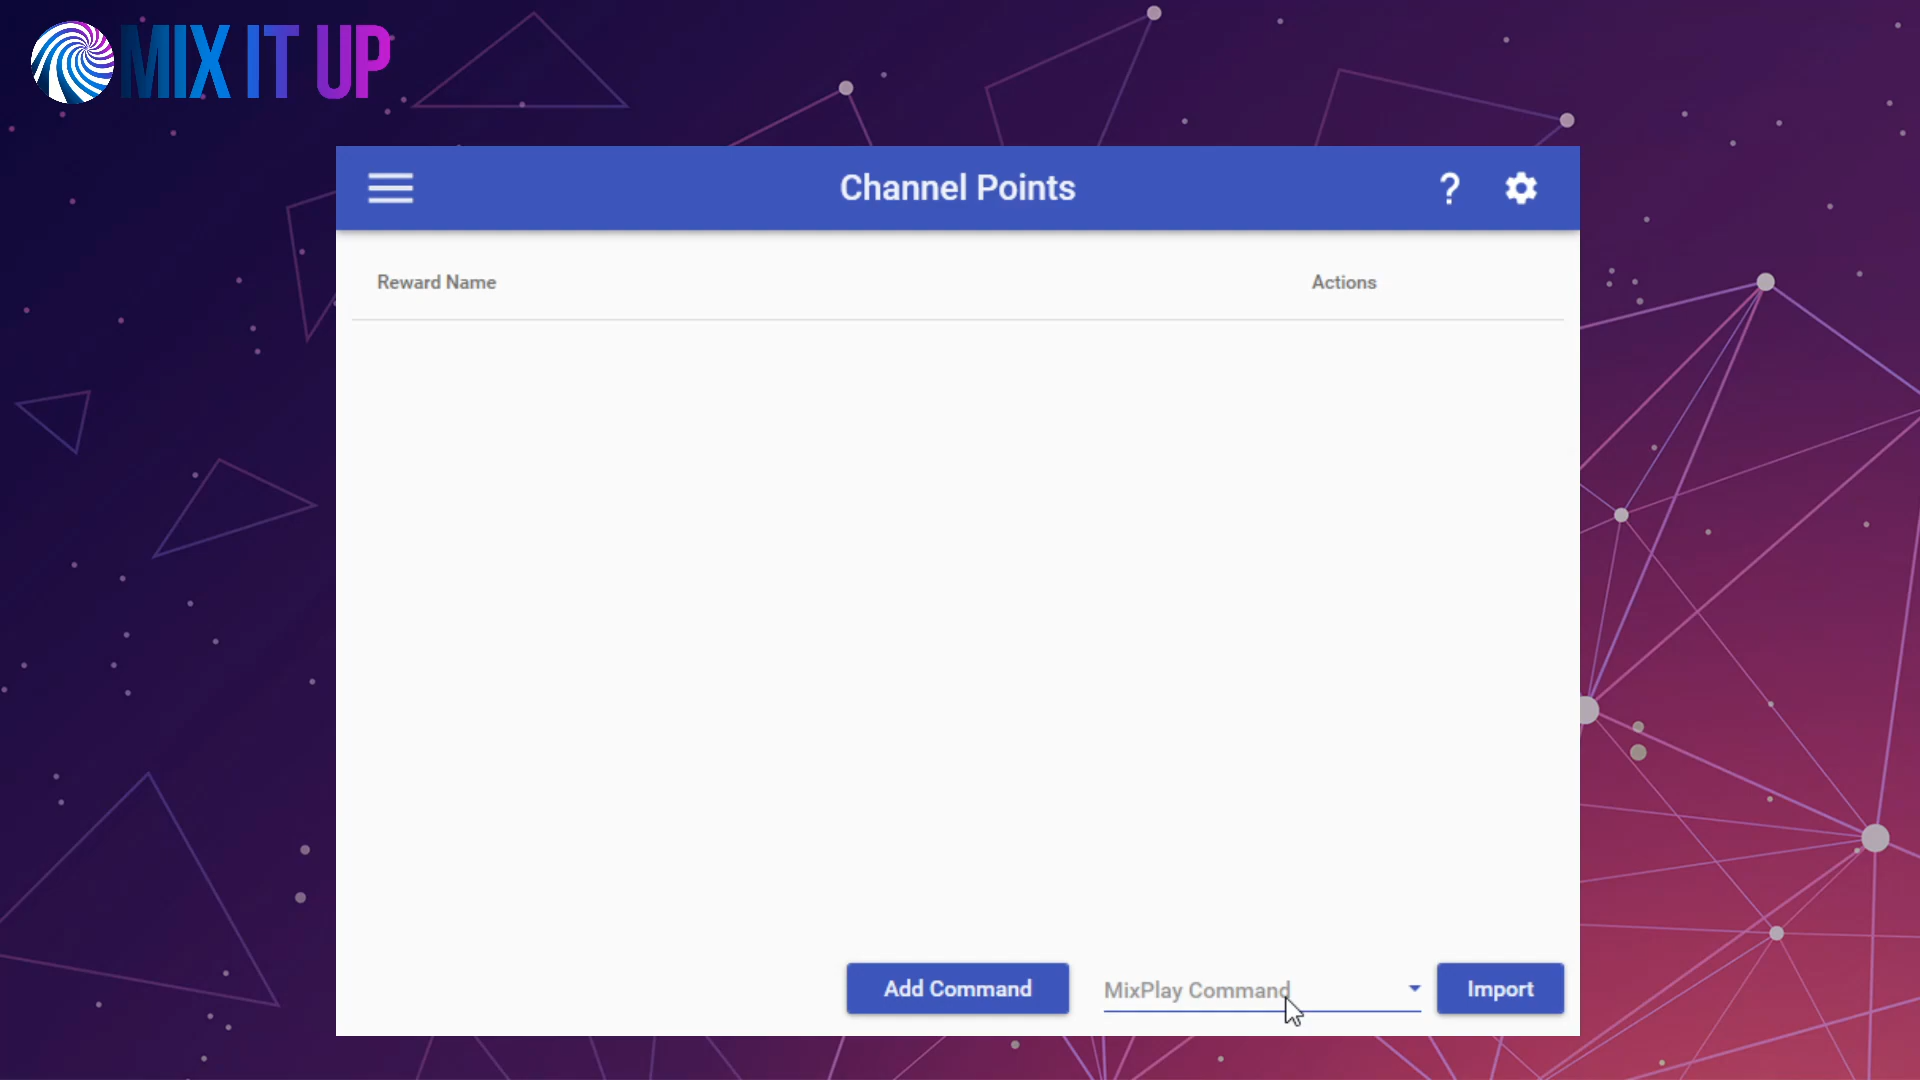 MIX IT UP
Channel Points
?
Reward Name
Actions
Add Command
MixPlay Command
Import